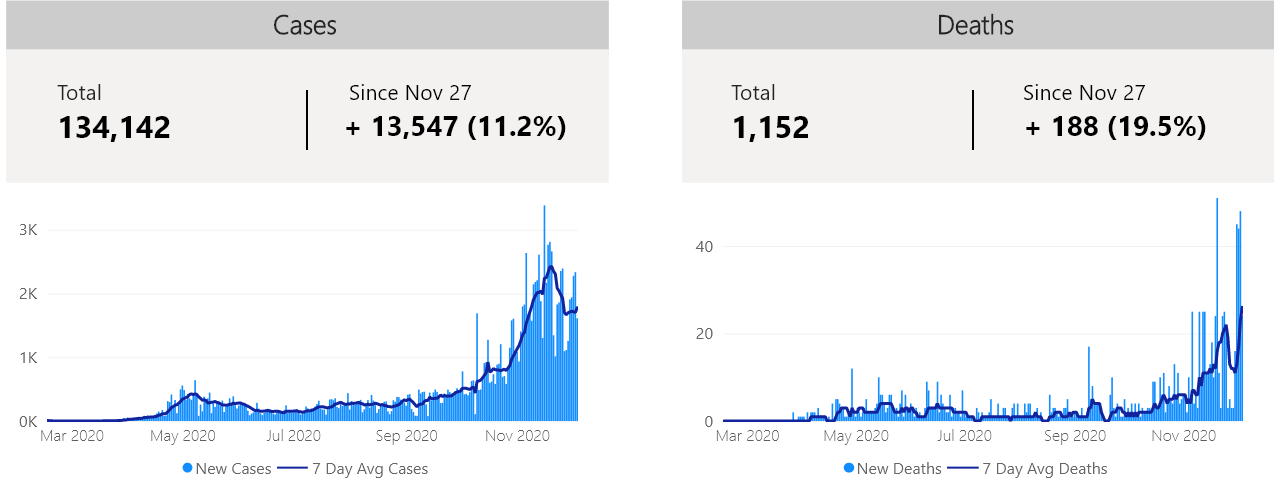 Cases
Total
134,142
Since Nov 27
+ 13,547 (11.2%)
3K
2K
1K
0K
Mar 2020 May 2020 Jul 2020 Sep 2020 Nov 2020
New Cases 7 Day Avg Cases
Deaths
Total
1,152
Since Nov 27
+ 188 (19.5%)
40
20
0
Mar 2020 May 2020 Jul 2020 Sep 2020 Nov 2020
New Deaths 7 Day Avg Deaths